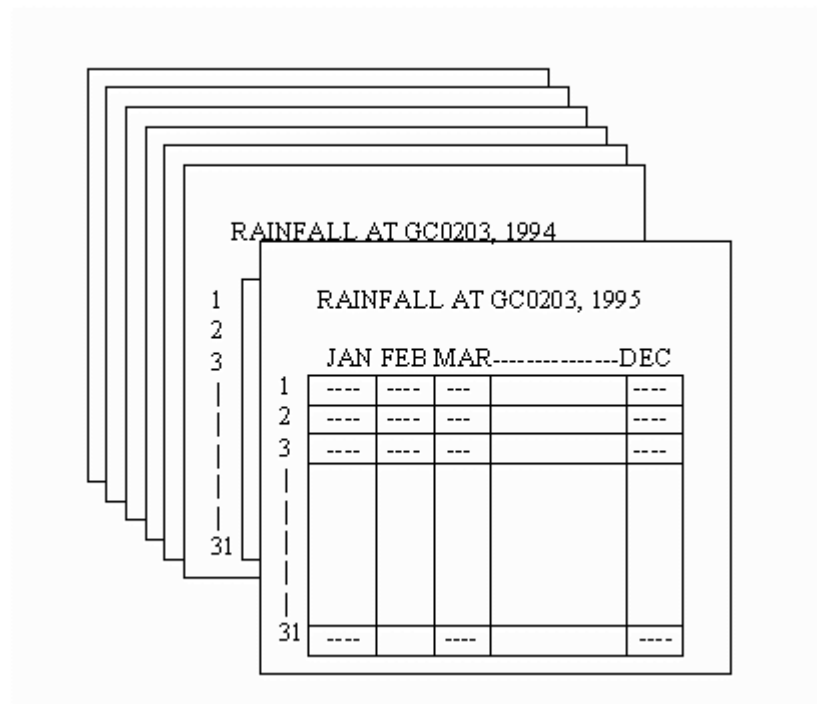 RAINFALL AT GC0203, 1994
1
2
3
31
RAINFALL AT GC0203, 1995
JAN FEB MAR---------------DEC
1 ---- ---- --- ----
2 ---- ---- --- ----
3 ---- ---- --- ----
31 ---- ---- ----